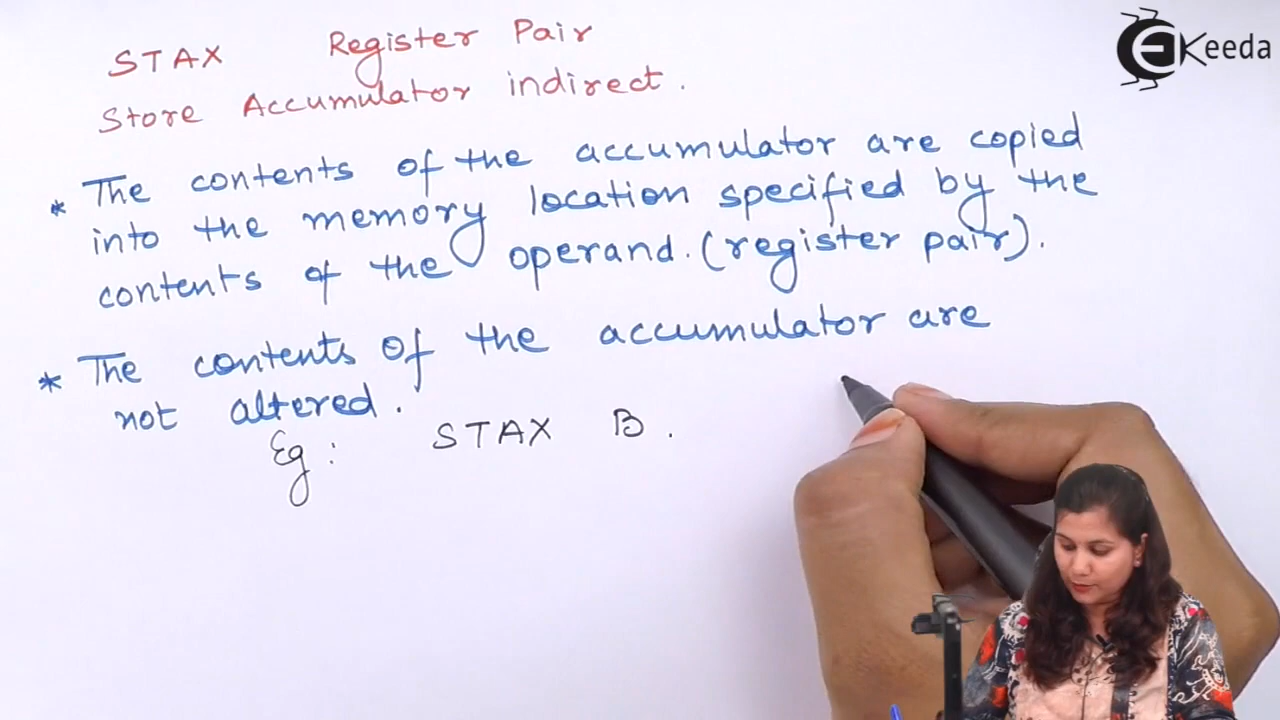 STAX Register Pair
Store Accumulator indirect.
* The contents of the accumulator are copied
into the memory location specified by the
contents of the operand. (register pair).
* The contents of the accumulator are
not altered.
Eg: STAX B.
Ekeeda